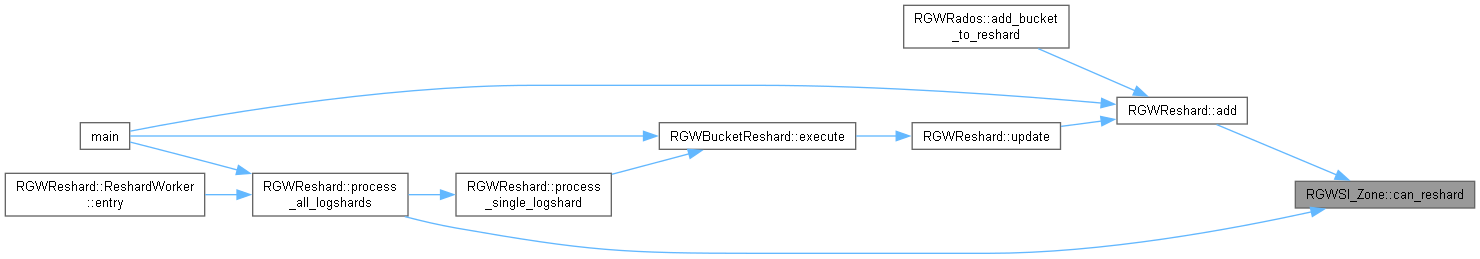 RGWRados::add_bucket
_to_reshard
RGWReshard::add
main
RGWBucketReshard::execute
RGWReshard::update
RGWReshard::ReshardWorker
::entry
RGWReshard::process
_all_logshards
RGWReshard::process
_single_logshard
RGWSI_Zone::can_reshard